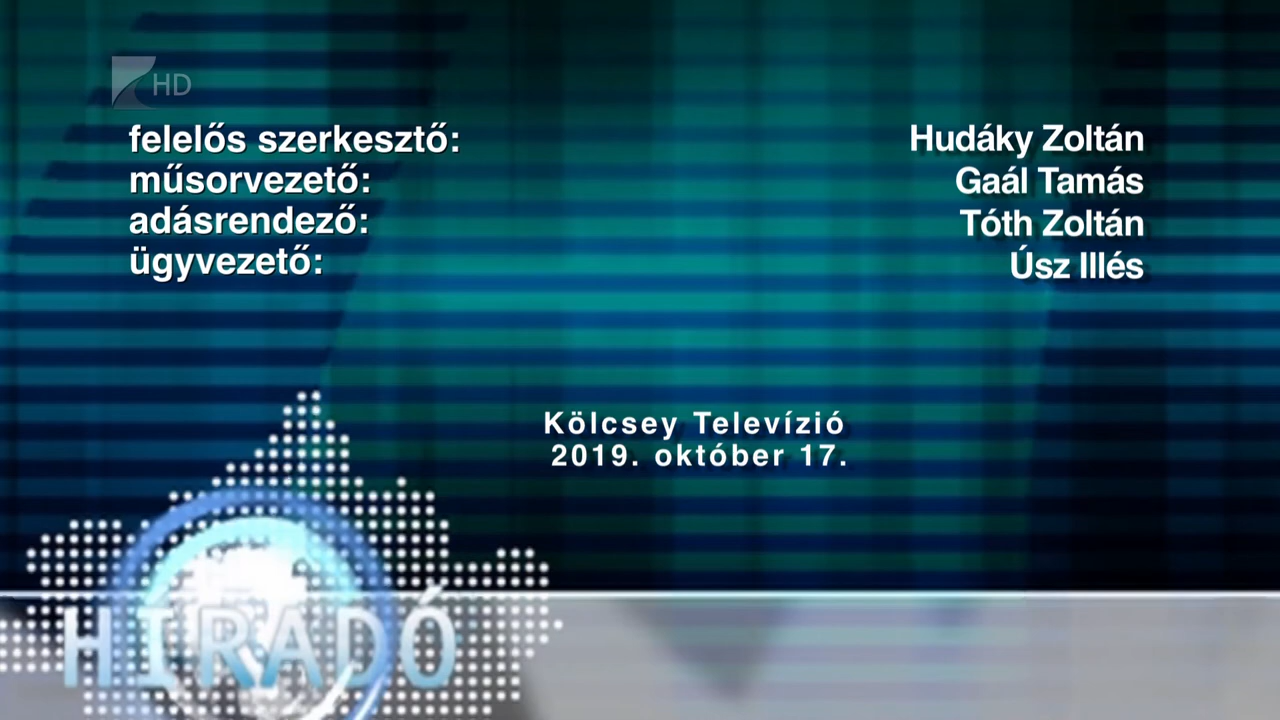 HD
felelős szerkesztő: Hudáky Zoltán
műsorvezető: Gaál Tamás
adásrendező: Tóth Zoltán
ügyvezető: Úsz Illés
Kölcsey Televízió
2019. október 17.
HÍRADÓ